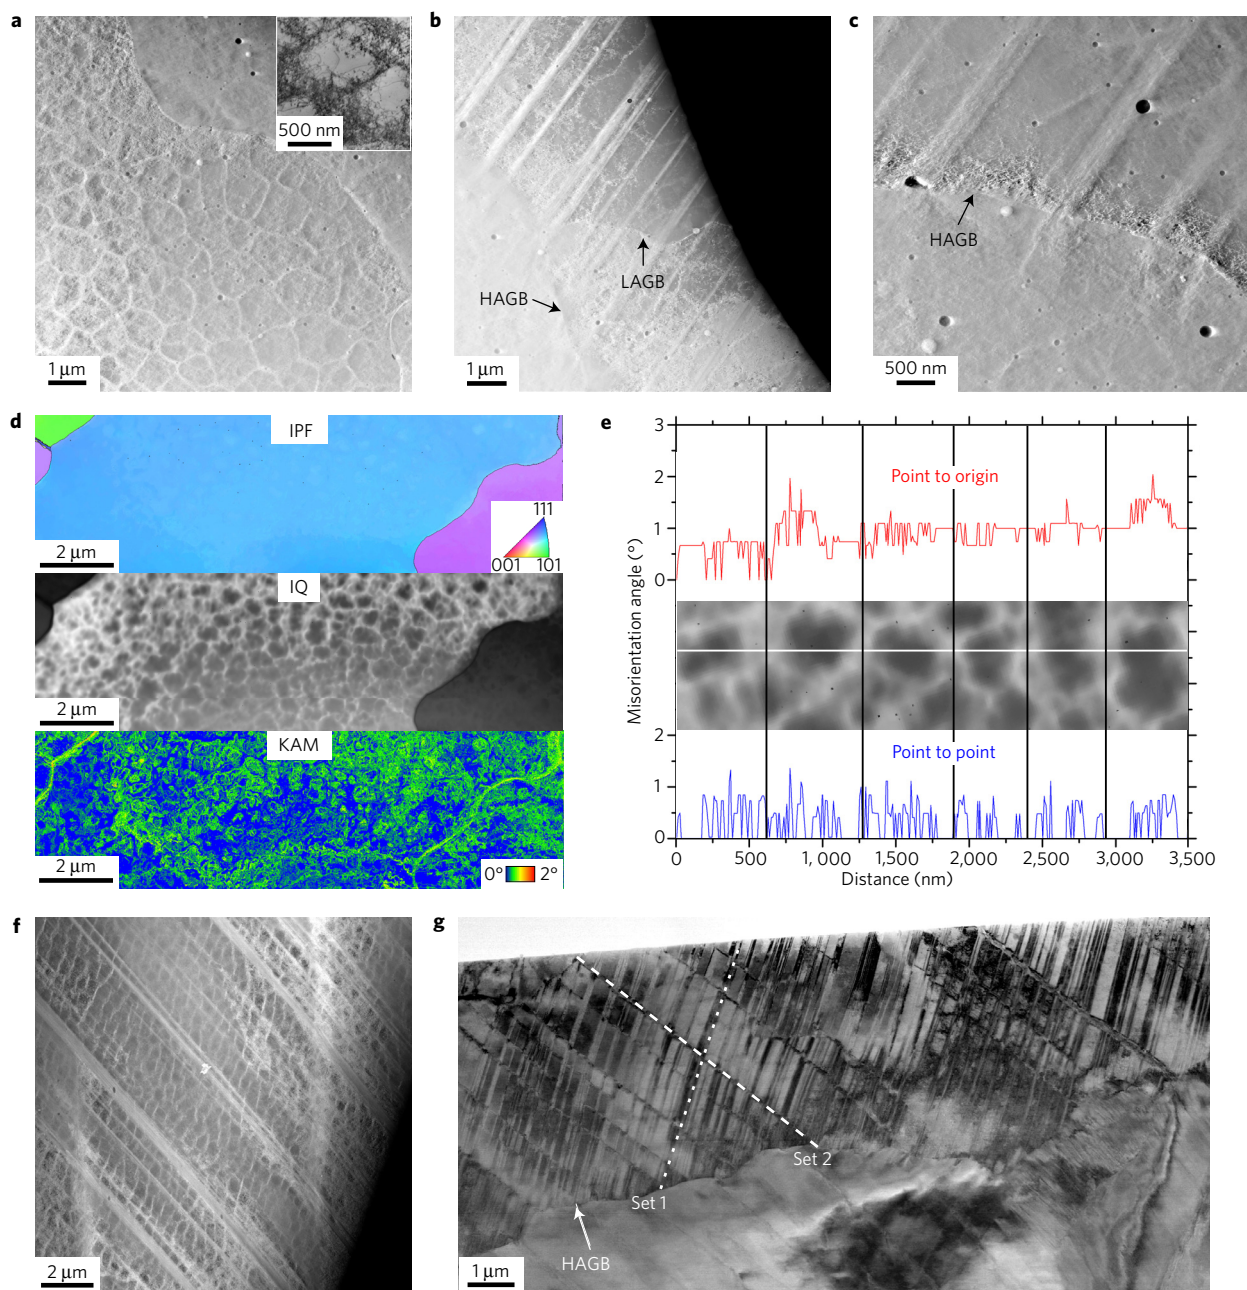 a
500 nm
1 μm
b
LAGB
HAGB
1 μm
c
HAGB
500 nm
d
IPF
111
001 101
2 μm
IQ
2 μm
KAM
2 μm
0° 2°
e
Misorientation angle (°)
3
2
1
0
Point to origin
2
1
0
Point to point
0 500 1,000 1,500 2,000 2,500 3,000 3,500
Distance (nm)
f
2 μm
g
Set 2
Set 1
HAGB
1 μm